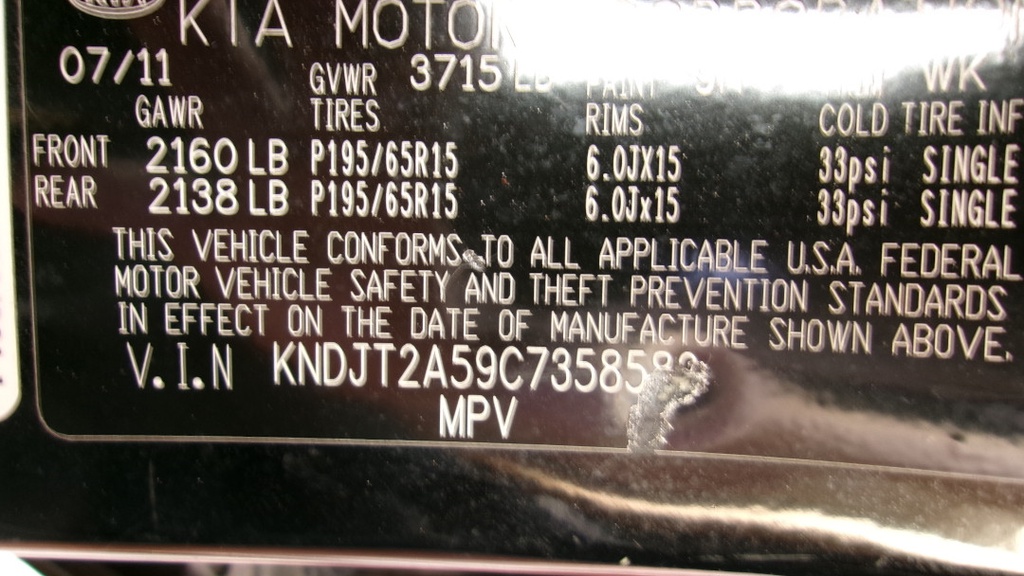 KIA MOTO
07/11 GVWR 3715 LB WK
GAWR TIRES RIMS COLD TIRE INF
FRONT 2160 LB P195/65R15 6.0JX15 33psi SINGLE
REAR 2138 LB P195/65R15 6.0Jx15 33psi SINGLE
THIS VEHICLE CONFORMS TO ALL APPLICABLE U.S.A. FEDERAL
MOTOR VEHICLE SAFETY AND THEFT PREVENTION STANDARDS
IN EFFECT ON THE DATE OF MANUFACTURE SHOWN ABOVE.
V.I.N KNDJT2A59C7358583
MPV